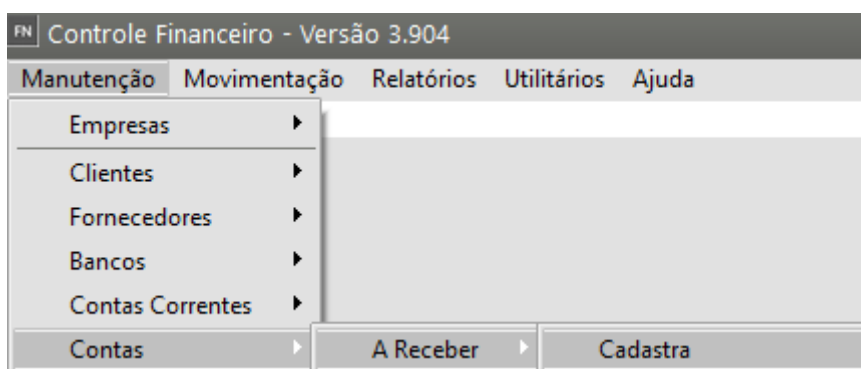 FN Controle Financeiro - Versão 3.904
Manutenção Movimentação Relatórios Utilitários Ajuda
Empresas
Clientes
Fornecedores
Bancos
Contas Correntes
Contas A Receber Cadastra